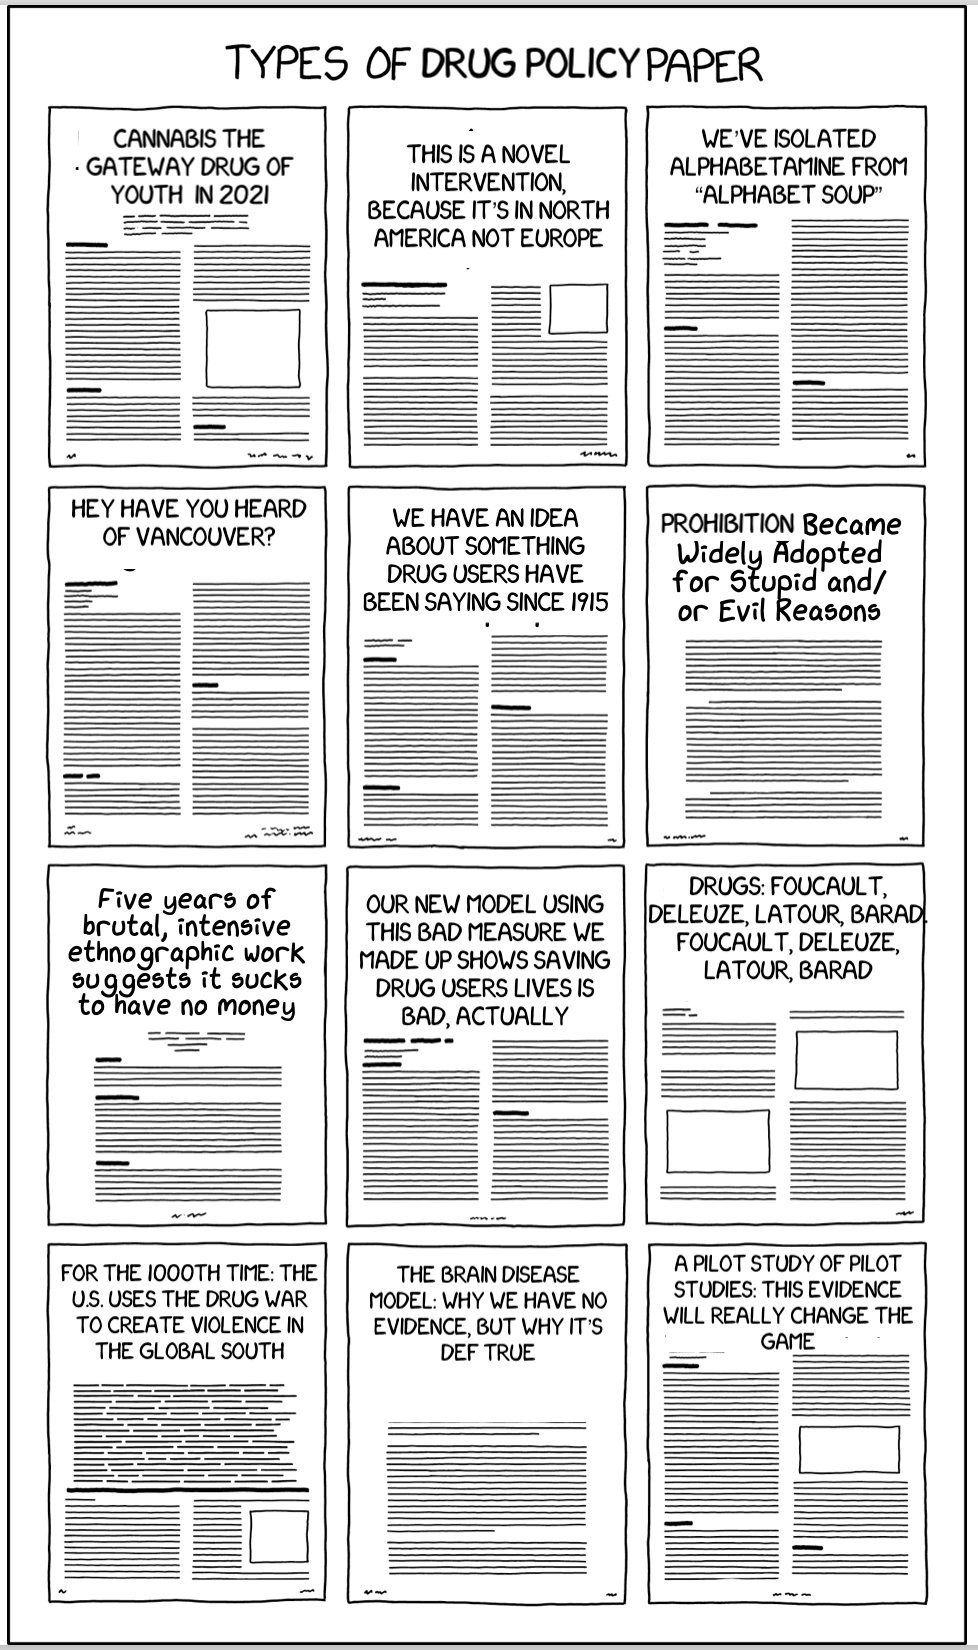 TYPES OF DRUG POLICY PAPER
CANNABIS THE
GATEWAY DRUG OF
YOUTH IN 2021
THIS IS A NOVEL
INTERVENTION,
BECAUSE IT'S IN NORTH
AMERICA NOT EUROPE
WE'VE ISOLATED
ALPHABETAMINE FROM
"ALPHABET SOUP"
HEY HAVE YOU HEARD
OF VANCOUVER?
WE HAVE AN IDEA
ABOUT SOMETHING
DRUG USERS HAVE
BEEN SAYING SINCE 1915
PROHIBITION Became
Widely Adopted
for Stupid and/
or Evil Reasons
Five years of
brutal, intensive
ethnographic work
suggests it sucks
to have no money
OUR NEW MODEL USING
THIS BAD MEASURE WE
MADE UP SHOWS SAVING
DRUG USERS LIVES IS
BAD, ACTUALLY
DRUGS: FOUCAULT,
DELEUZE, LATOUR, BARAD.
FOUCAULT, DELEUZE,
LATOUR, BARAD
FOR THE 1000TH TIME: THE
U.S. USES THE DRUG WAR
TO CREATE VIOLENCE IN
THE GLOBAL SOUTH
THE BRAIN DISEASE
MODEL: WHY WE HAVE NO
EVIDENCE, BUT WHY IT'S
DEF TRUE
A PILOT STUDY OF PILOT
STUDIES: THIS EVIDENCE
WILL REALLY CHANGE THE
GAME